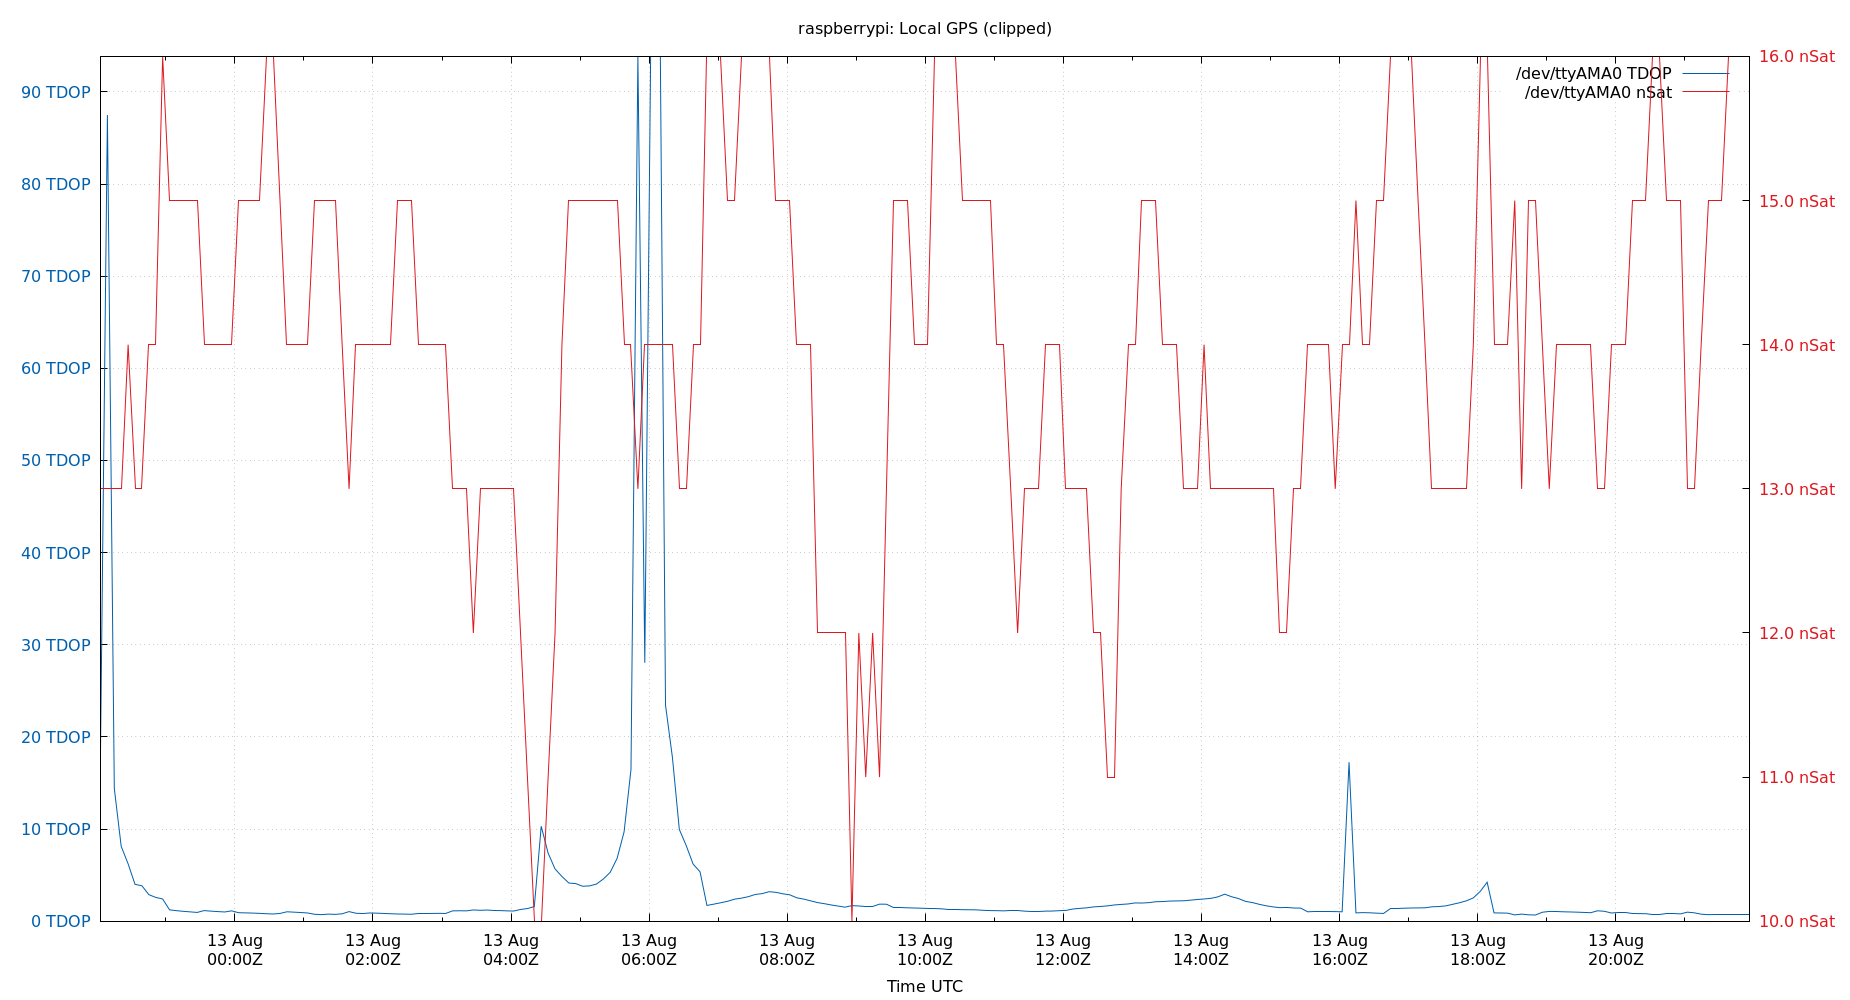 raspberrypi: Local GPS (clipped)
/dev/ttyAMA0 TDOP
/dev/ttyAMA0 nSat
90 TDOP
80 TDOP
70 TDOP
60 TDOP
50 TDOP
40 TDOP
30 TDOP
20 TDOP
10 TDOP
0 TDOP
16.0 nSat
15.0 nSat
14.0 nSat
13.0 nSat
12.0 nSat
11.0 nSat
10.0 nSat
13 Aug
00:00Z
13 Aug
02:00Z
13 Aug
04:00Z
13 Aug
06:00Z
13 Aug
08:00Z
13 Aug
10:00Z
13 Aug
12:00Z
13 Aug
14:00Z
13 Aug
16:00Z
13 Aug
18:00Z
13 Aug
20:00Z
Time UTC